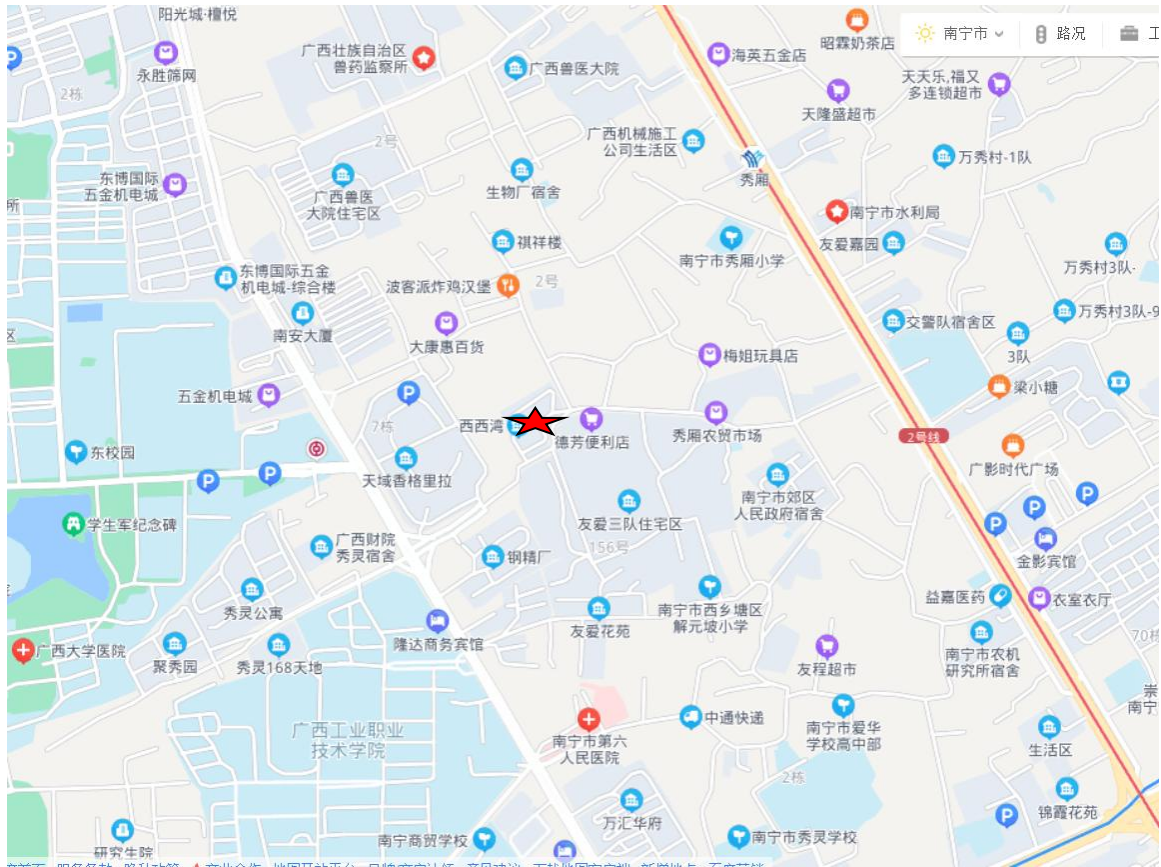 阳光城·檀悦
昭霖奶茶店
南宁市
路况
工
广西壮族自治区
兽药监察所
海英五金店
永胜筛网
广西兽医大院
天天乐,福又
多连锁超市
2栋
天隆盛超市
2号
广西机械施工
公司生活区
万秀村-1队
秀厢
东博国际
五金机电城
广西兽医
大院住宅区
生物厂宿舍
所
南宁市水利局
祺祥楼
友爱嘉园
南宁市秀厢小学
万秀村3队·
东博国际五金
机电城-综合楼
波客派炸鸡汉堡
2号
万秀村3队-9
交警队宿舍区
南安大厦
区
大康惠百货
梅姐玩具店
3队
梁小糖
五金机电城
P
7栋
西西湾
德芳便利店
秀厢农贸市场
2号线
东校园
天域香格里拉
广影时代广场
P
P
南宁市郊区
人民政府宿舍
P
P
P
学生军纪念碑
友爱三队住宅区
156号
广西财院
秀灵宿舍
钢精厂
金影宾馆
秀灵公寓
益嘉医药
衣室衣厅
友爱花苑
南宁市西乡塘区
解元坡小学
隆达商务宾馆
70栋
广西大学医院
聚秀园
秀灵168天地
友程超市
南宁市农机
研究所宿舍
崇
南宁
广西工业职业
技术学院
中通快递
南宁市第六
人民医院
南宁市爱华
学校高中部
生活区
2栋
万汇华府
锦霞花苑
P
研究生院
南宁商贸学校
南宁市秀灵学校